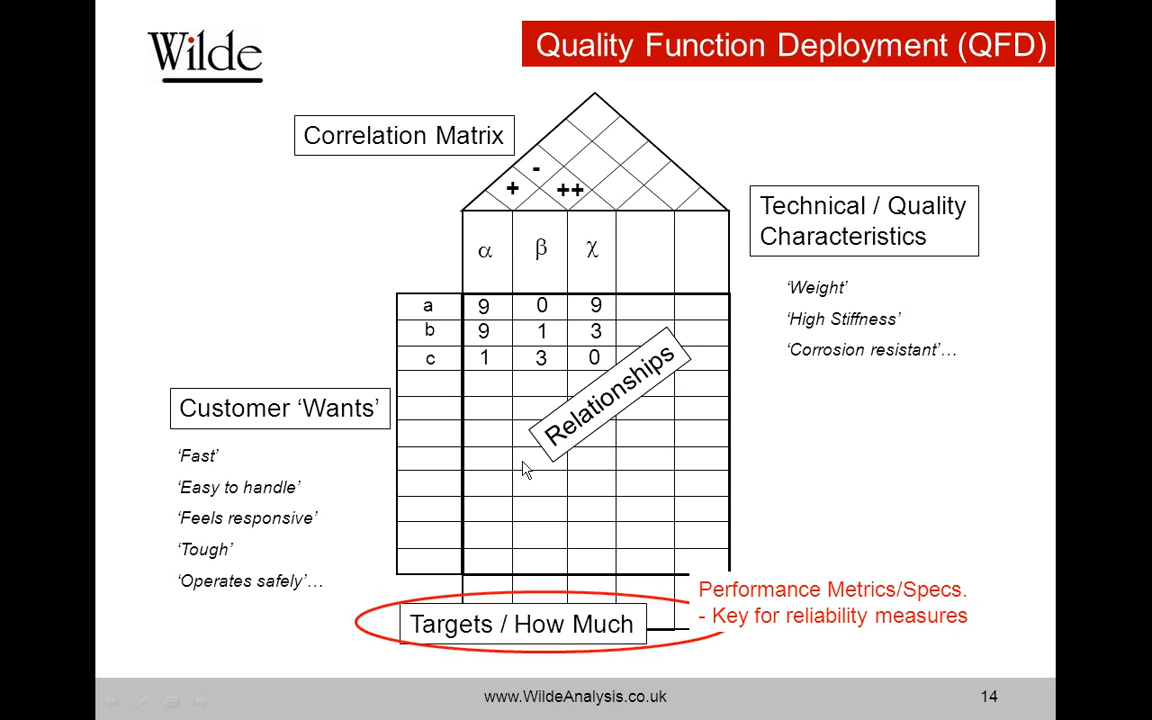 Wilde
Quality Function Deployment (QFD)
Correlation Matrix
-
+
++
Technical / Quality
Characteristics
α
β
χ
‘Weight’
‘High Stiffness’
‘Corrosion resistant’…
a 9 0 9
b 9 1 3
c 1 3 0
Relationships
Customer ‘Wants’
‘Fast’
‘Easy to handle’
‘Feels responsive’
‘Tough’
‘Operates safely’…
Performance Metrics/Specs.
- Key for reliability measures
Targets / How Much
www.WildeAnalysis.co.uk
14